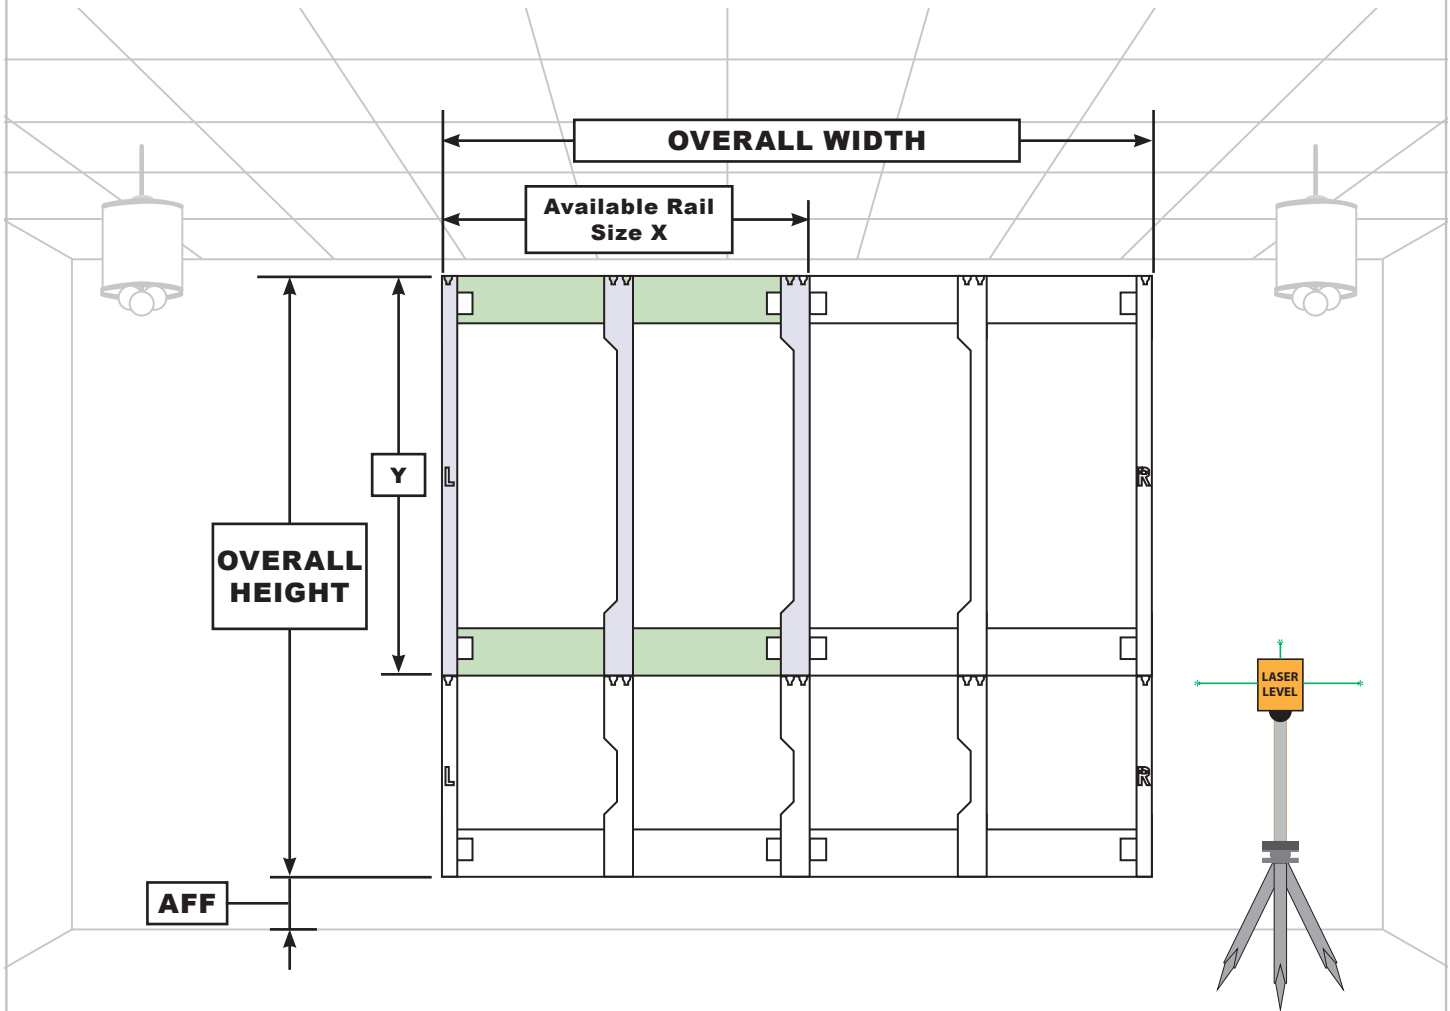 OVERALL WIDTH
Available Rail
Size X
Y
L
R
OVERALL
HEIGHT
LASER
LEVEL
L
R
AFF